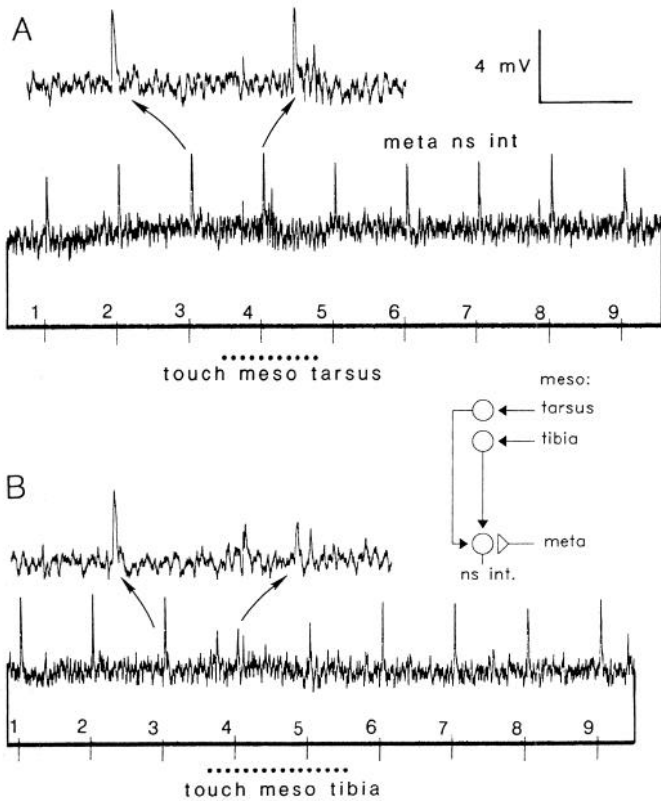 A
4 mV
meta ns int
1 2 3 4 5 6 7 8 9
touch meso tarsus
meso:
tarsus
tibia
meta
ns int.
B
1 2 3 4 5 6 7 8 9
touch meso tibia